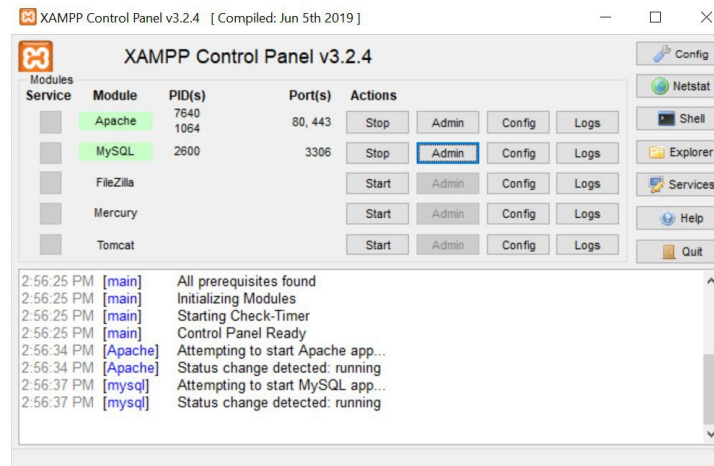 XAMPP Control Panel v3.2.4 [ Compiled: Jun 5th 2019 ]
XAMPP Control Panel v3.2.4
Config
Modules
Service Module PID(s) Port(s) Actions
Netstat
Apache 7640 1064 80, 443 Stop Admin Config Logs
Shell
MySQL 2600 3306 Stop Admin Config Logs
Explorer
FileZilla Start Admin Config Logs
Services
Mercury Start Admin Config Logs
Help
Tomcat Start Admin Config Logs
Quit
2:56:25 PM [main] All prerequisites found
2:56:25 PM [main] Initializing Modules
2:56:25 PM [main] Starting Check-Timer
2:56:25 PM [main] Control Panel Ready
2:56:34 PM [Apache] Attempting to start Apache app...
2:56:34 PM [Apache] Status change detected: running
2:56:37 PM [mysql] Attempting to start MySQL app...
2:56:37 PM [mysql] Status change detected: running